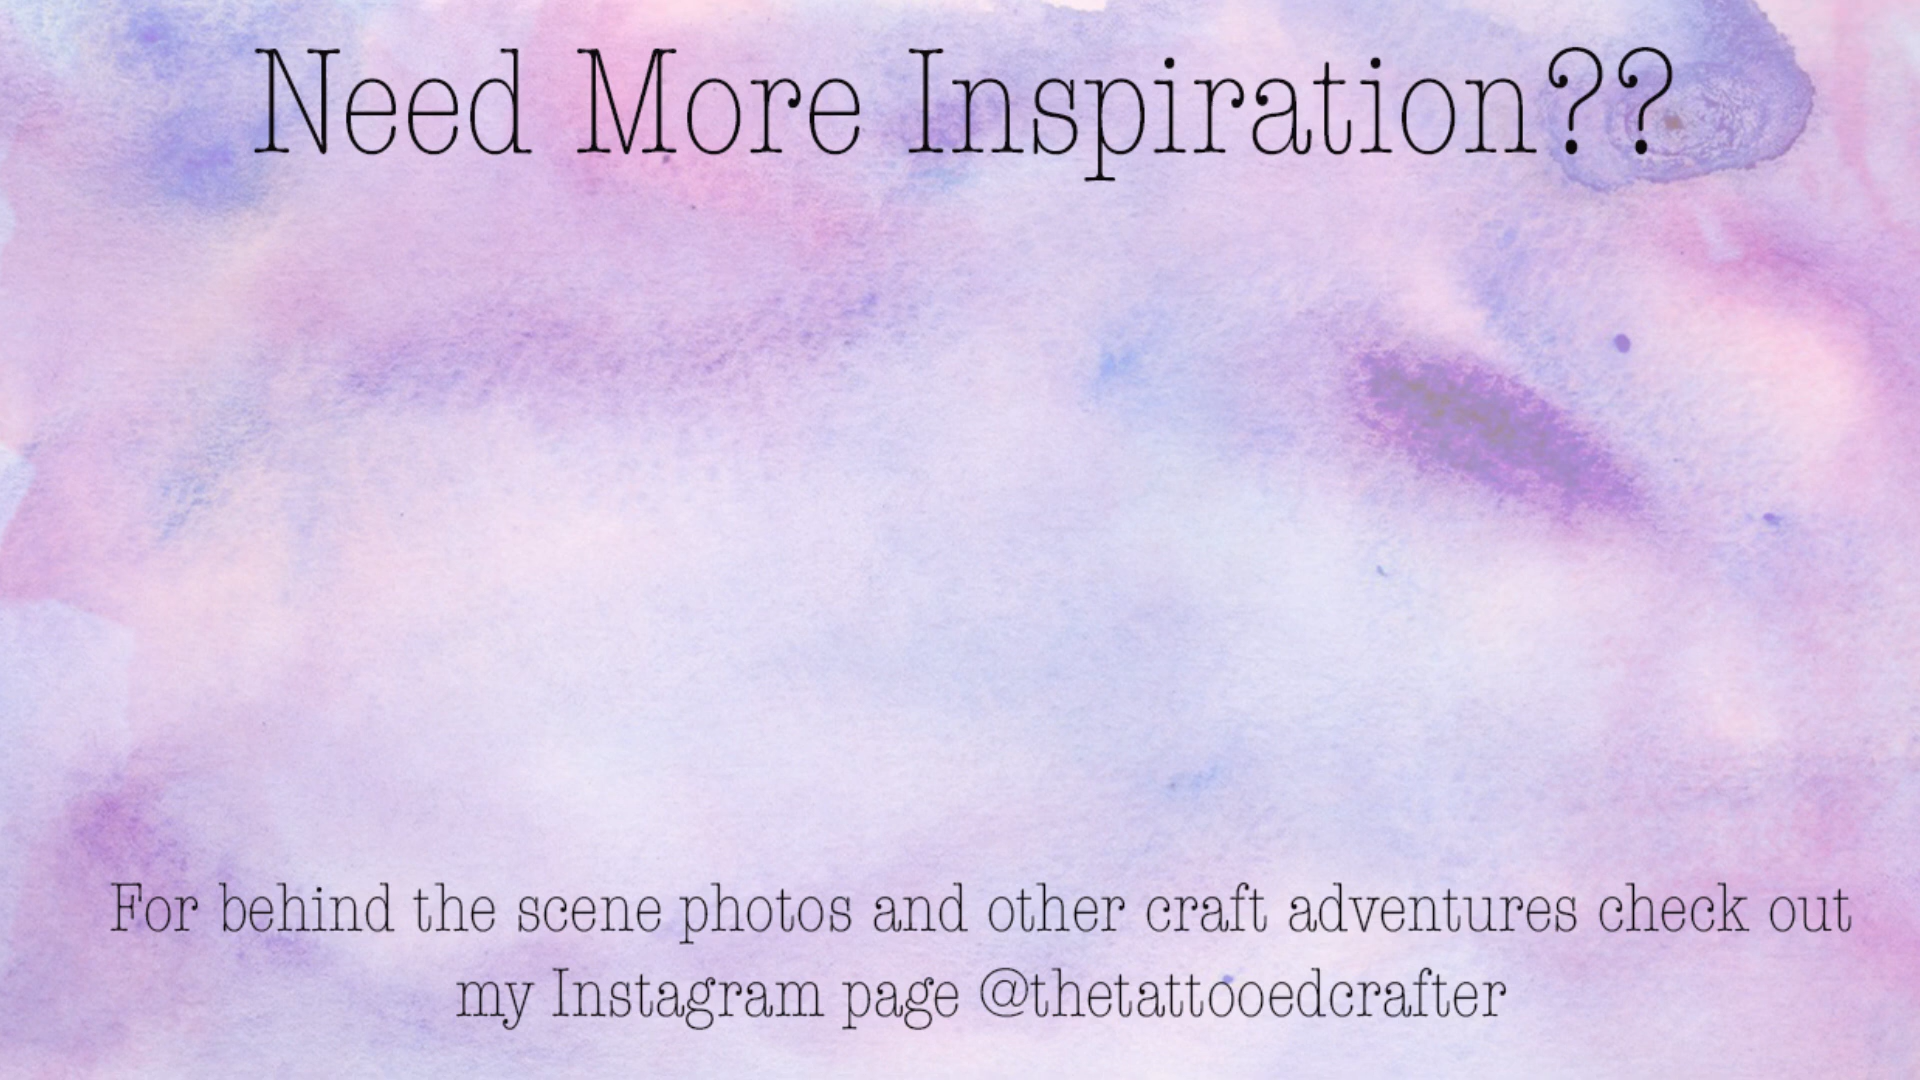 Need More Inspiration??
For behind the scene photos and other craft adventures check out
my Instagram page @thetattooedcrafter